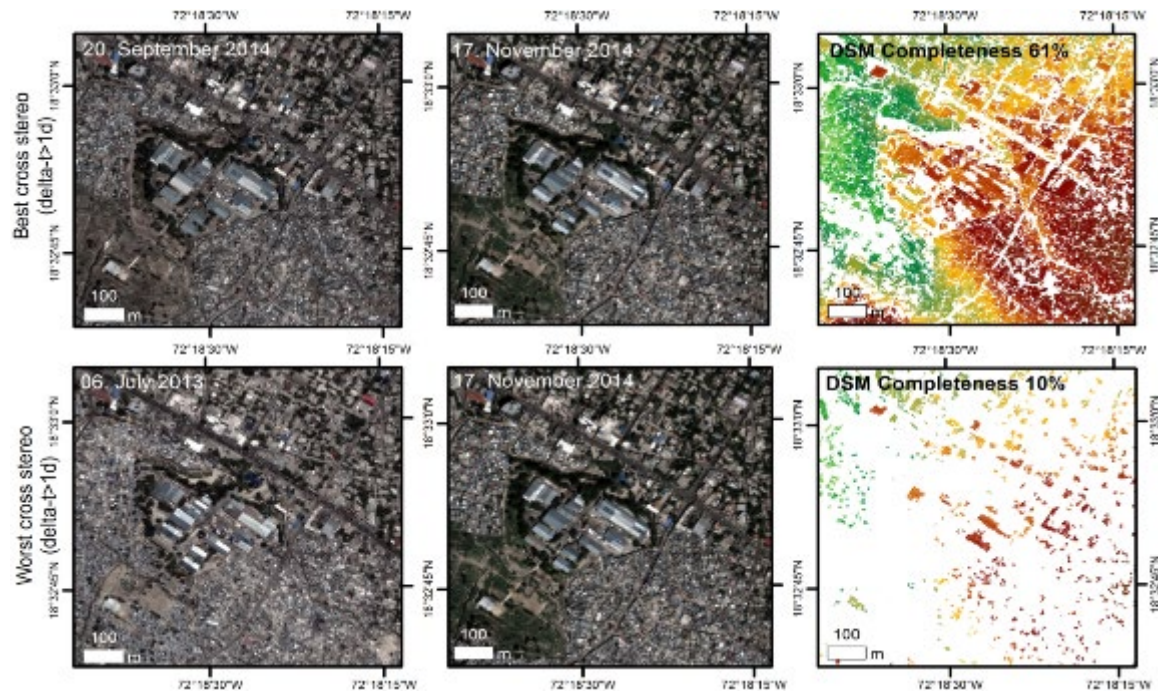 72°18'30"W 72°18'15"W 72°18'30"W 72°18'15"W 72°18'30"W 72°18'15"W
Best cross stereo
(delta-t>1d)
20. September 2014
17. November 2014
DSM Completeness 61%
18°33'0"N 18°33'0"N 18°33'0"N
18°32'45"N 18°32'45"N 18°32'45"N
100 m
100 m
100 m
72°18'30"W 72°18'15"W 72°18'30"W 72°18'15"W 72°18'30"W 72°18'15"W
Worst cross stereo
(delta-t>1d)
06. July 2013
17. November 2014
DSM Completeness 10%
18°33'0"N 18°33'0"N 18°33'0"N
18°32'45"N 18°32'45"N 18°32'45"N
100 m
100 m
100 m
72°18'30"W 72°18'15"W 72°18'30"W 72°18'15"W 72°18'30"W 72°18'15"W